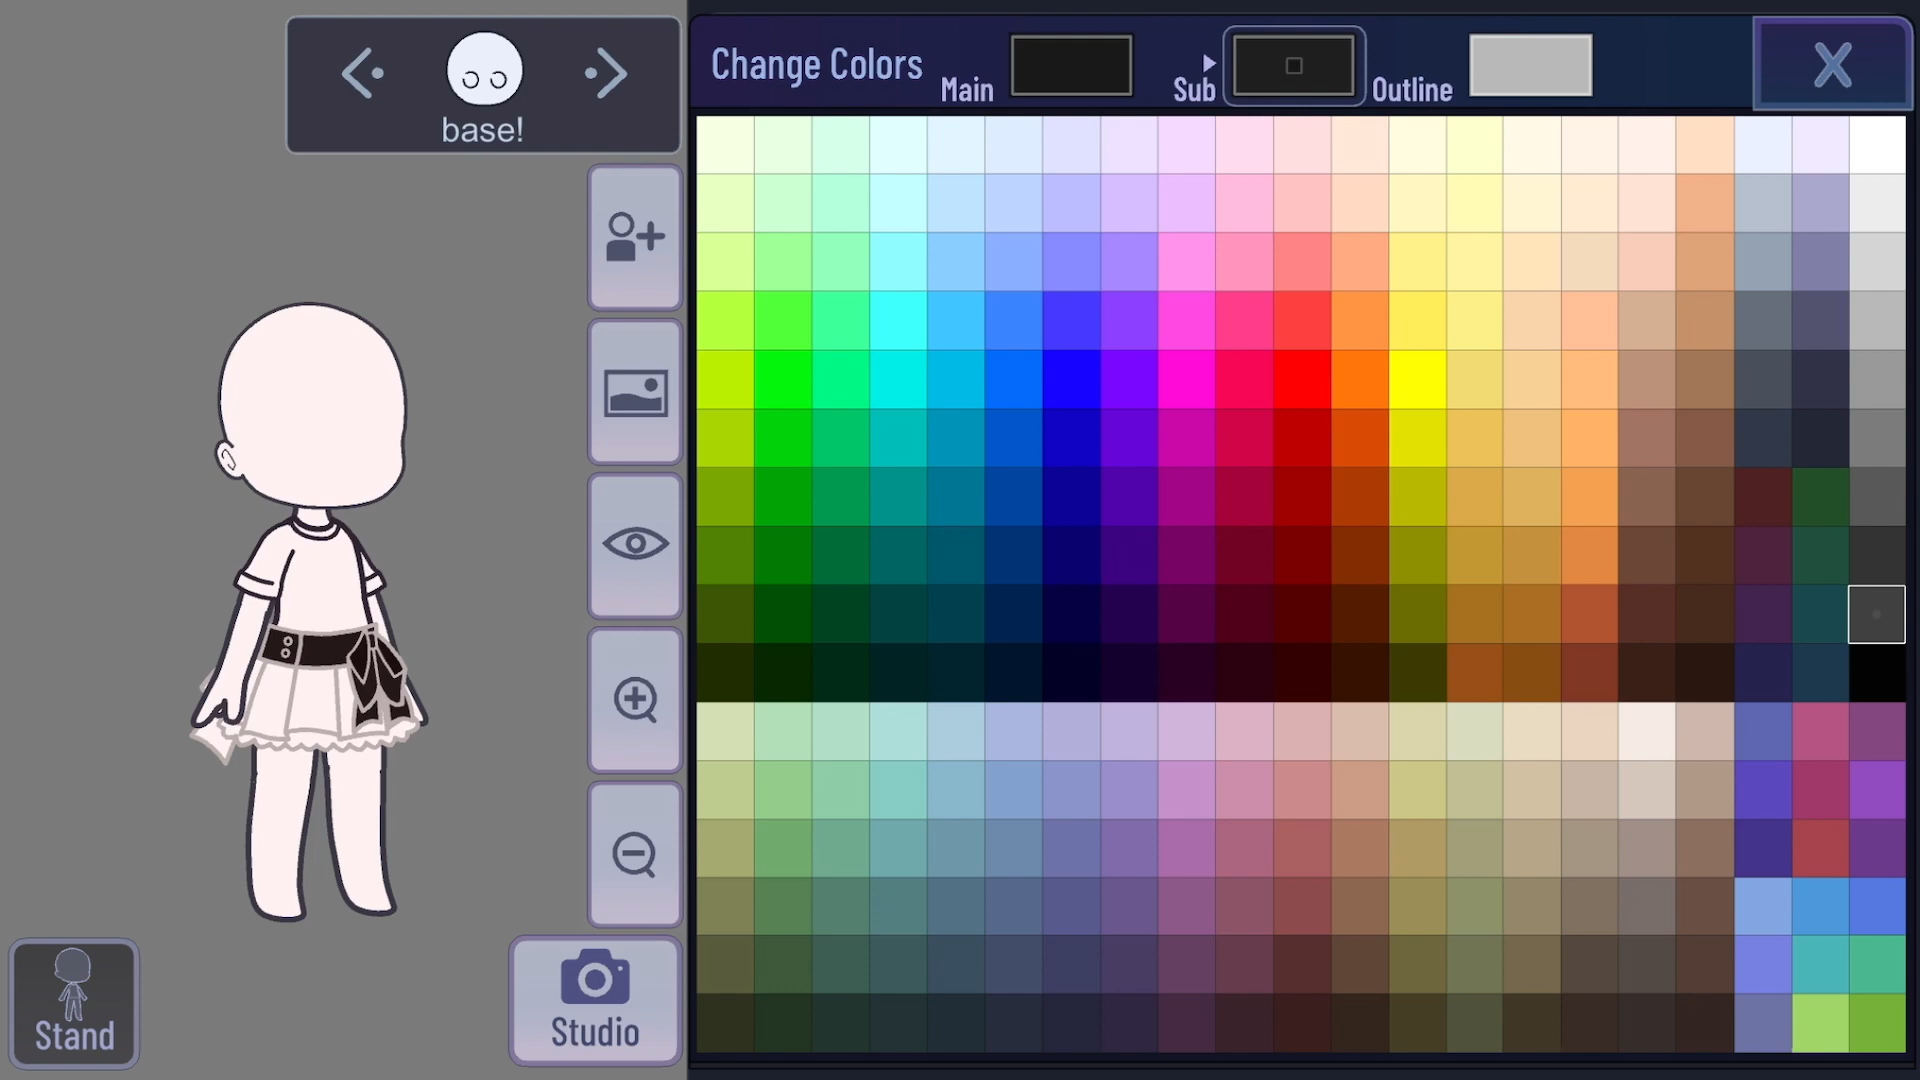 base!
Change Colors
Main
Sub
Outline
X
Stand
Studio